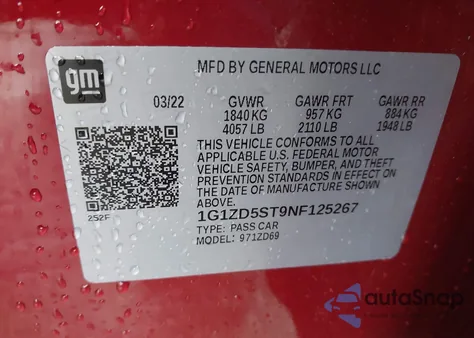 gm
MFD BY GENERAL MOTORS LLC
03/22 GVWR GAWR FRT GAWR RR
1840 KG 957 KG 884 KG
4057 LB 2110 LB 1948 LB
THIS VEHICLE CONFORMS TO ALL
APPLICABLE U.S. FEDERAL MOTOR
VEHICLE SAFETY, BUMPER, AND THEFT
PREVENTION STANDARDS IN EFFECT ON
THE DATE OF MANUFACTURE SHOWN
ABOVE.
252F
1G1ZD5ST9NF125267
TYPE: PASS CAR
MODEL: 971ZD69
autoSnap